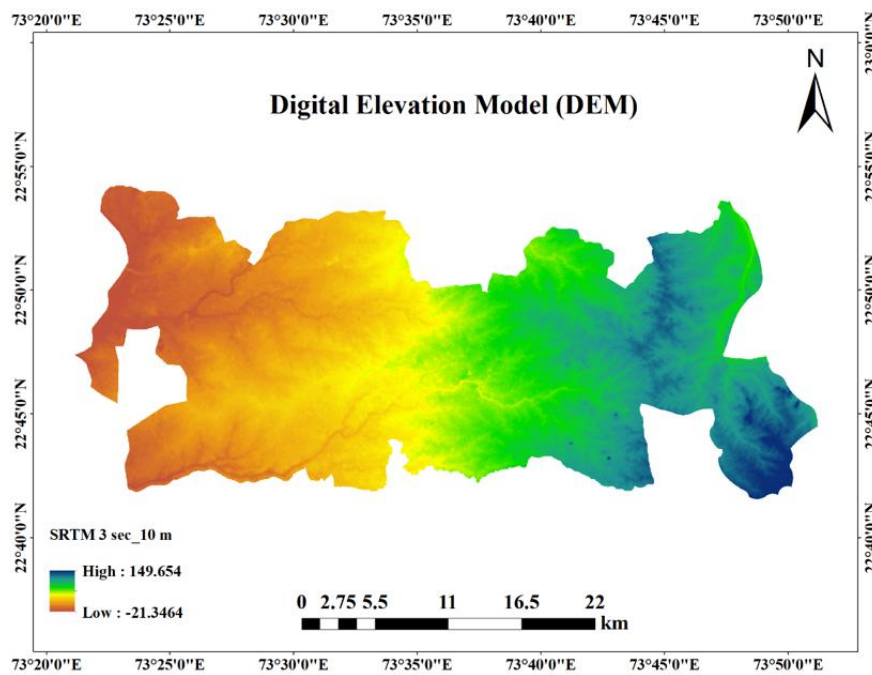 73°20'0"E 73°25'0"E 73°30'0"E 73°35'0"E 73°40'0"E 73°45'0"E 73°50'0"E
N
Digital Elevation Model (DEM)
22°55'0"N
22°50'0"N
22°45'0"N
22°40'0"N
73°0'0"N
22°55'0"N
22°50'0"N
22°45'0"N
22°40'0"N
SRTM 3 sec_10 m
High : 149.654
Low : -21.3464
0 2.75 5.5 11 16.5 22
km
73°20'0"E 73°25'0"E 73°30'0"E 73°35'0"E 73°40'0"E 73°45'0"E 73°50'0"E